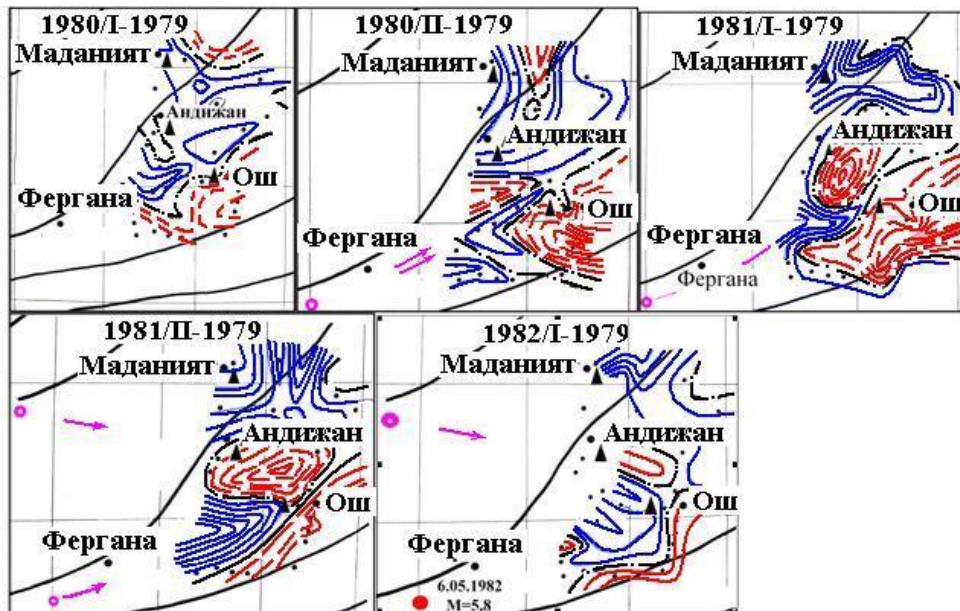 1980/I-1979
Маданият
Андижан
Ош
Фергана
1980/II-1979
Маданият
Андижан
Ош
Фергана
1981/I-1979
Маданият
Андижан
Ош
Фергана
Фергана
1981/II-1979
Маданият
Андижан
Ош
Фергана
1982/I-1979
Маданият
Андижан
Ош
Фергана
6.05.1982
М=5.8